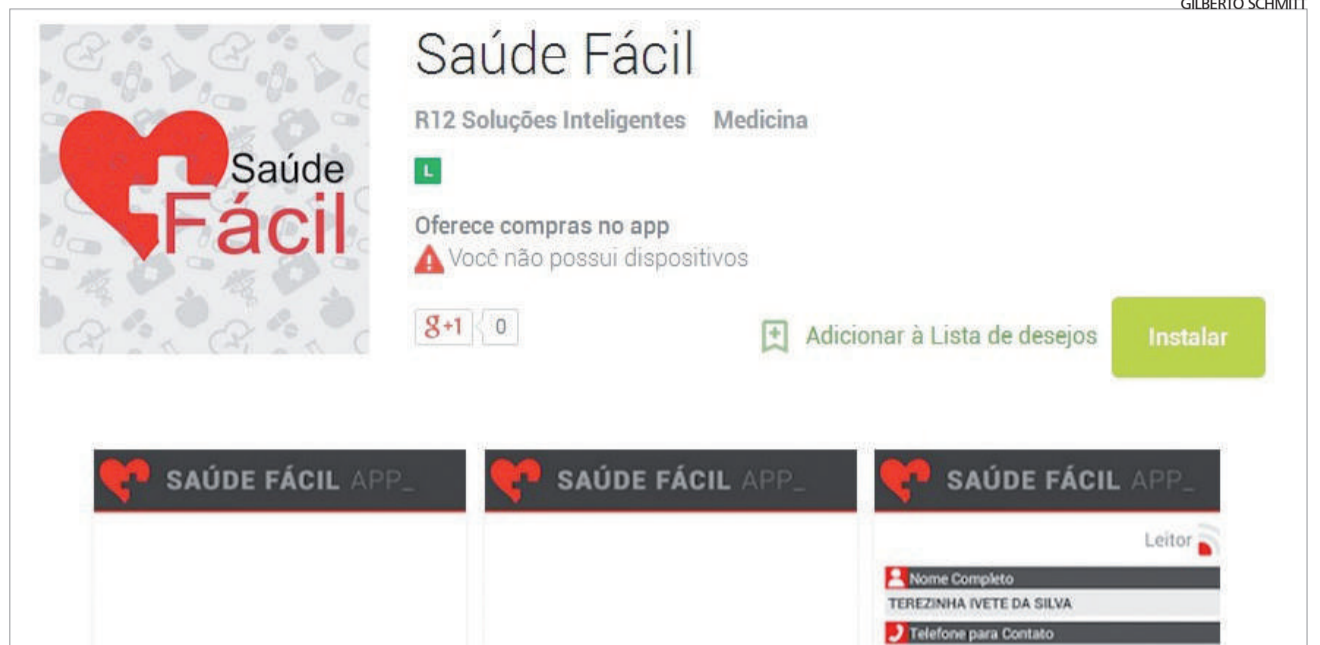 GILBERTO SCHMITT
Saúde Fácil
R12 Soluções Inteligentes Medicina
Saúde
Fácil
L
Oferece compras no app
Você não possui dispositivos
g+1 0
Adicionar à Lista de desejos
Instalar
SAÚDE FÁCIL APP_
SAÚDE FÁCIL APP_
SAÚDE FÁCIL APP_
Leitor
Nome Completo
TEREZINHA IVETE DA SILVA
Telefone para Contato